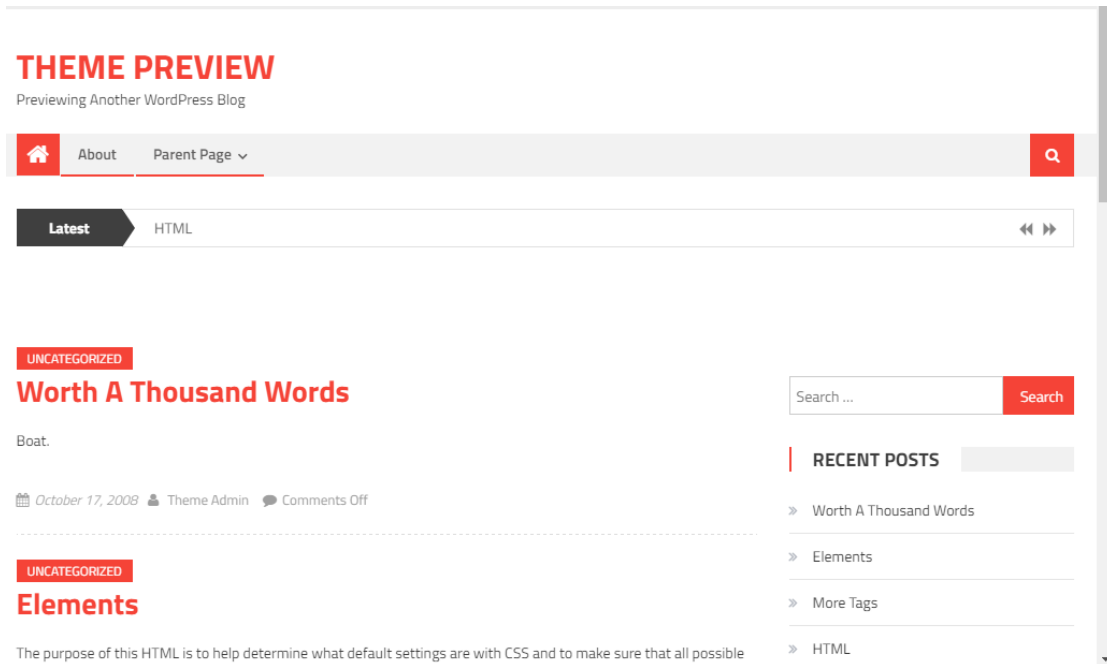 THEME PREVIEW
Previewing Another WordPress Blog
About
Parent Page
Latest
HTML
UNCATEGORIZED
Worth A Thousand Words
Boat.
October 17, 2008
Theme Admin
Comments Off
UNCATEGORIZED
Elements
The purpose of this HTML is to help determine what default settings are with CSS and to make sure that all possible
Search ...
Search
RECENT POSTS
Worth A Thousand Words
Elements
More Tags
HTML